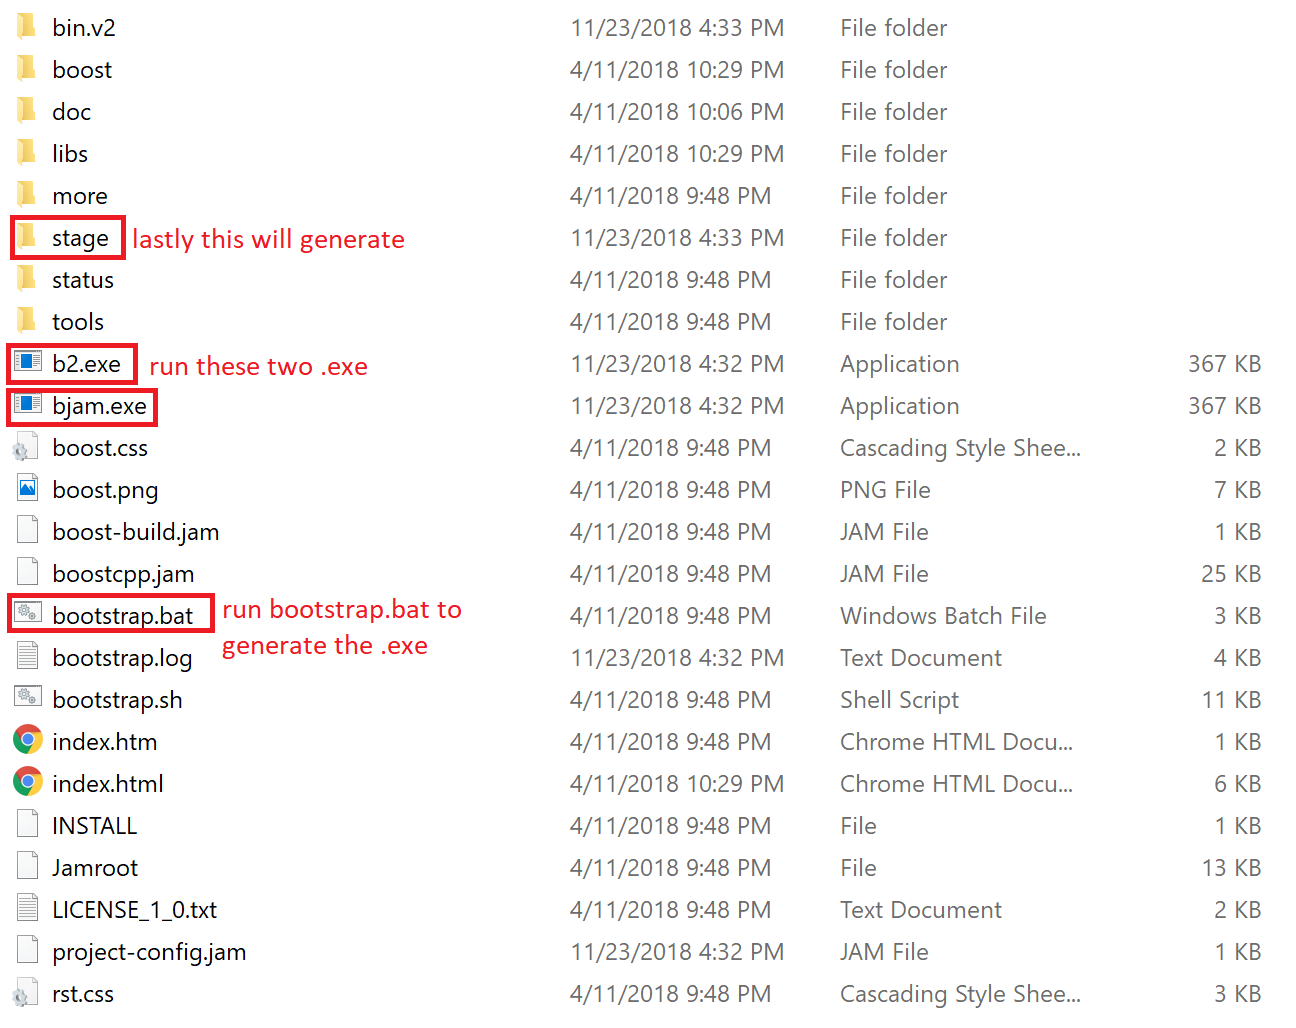 bin.v2 11/23/2018 4:33 PM File folder
boost 4/11/2018 10:29 PM File folder
doc 4/11/2018 10:06 PM File folder
libs 4/11/2018 10:29 PM File folder
more 4/11/2018 9:48 PM File folder
stage lastly this will generate 11/23/2018 4:33 PM File folder
status 4/11/2018 9:48 PM File folder
tools 4/11/2018 9:48 PM File folder
b2.exe run these two .exe 11/23/2018 4:32 PM Application 367 KB
bjam.exe 11/23/2018 4:32 PM Application 367 KB
boost.css 4/11/2018 9:48 PM Cascading Style Shee... 2 KB
boost.png 4/11/2018 9:48 PM PNG File 7 KB
boost-build.jam 4/11/2018 9:48 PM JAM File 1 KB
boostcpp.jam 4/11/2018 9:48 PM JAM File 25 KB
bootstrap.bat run bootstrap.bat to 4/11/2018 9:48 PM Windows Batch File 3 KB
generate the .exe
bootstrap.log 11/23/2018 4:32 PM Text Document 4 KB
bootstrap.sh 4/11/2018 9:48 PM Shell Script 11 KB
index.htm 4/11/2018 9:48 PM Chrome HTML Docu... 1 KB
index.html 4/11/2018 10:29 PM Chrome HTML Docu... 6 KB
INSTALL 4/11/2018 9:48 PM File 1 KB
Jamroot 4/11/2018 9:48 PM File 13 KB
LICENSE_1_0.txt 4/11/2018 9:48 PM Text Document 2 KB
project-config.jam 11/23/2018 4:32 PM JAM File 1 KB
rst.css 4/11/2018 9:48 PM Cascading Style Shee... 3 KB